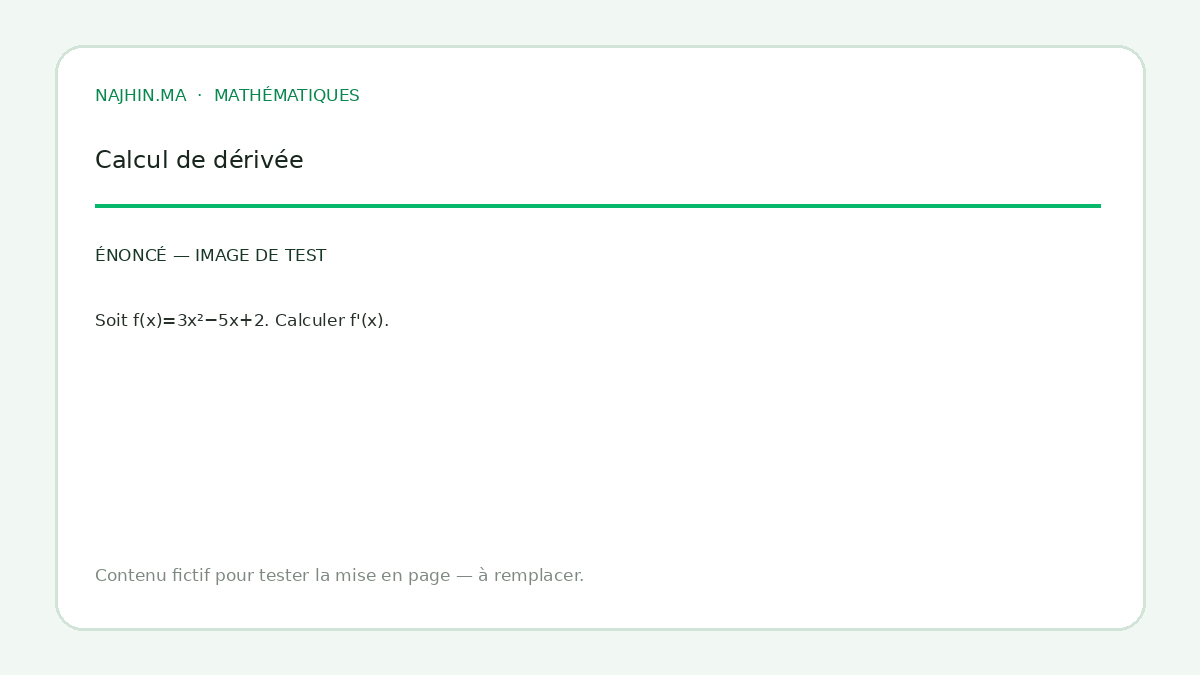 NAJHIN.MA · MATHÉMATIQUES
Calcul de dérivée
ÉNONCÉ — IMAGE DE TEST
Soit f(x)=3x²−5x+2. Calculer f'(x).
Contenu fictif pour tester la mise en page — à remplacer.